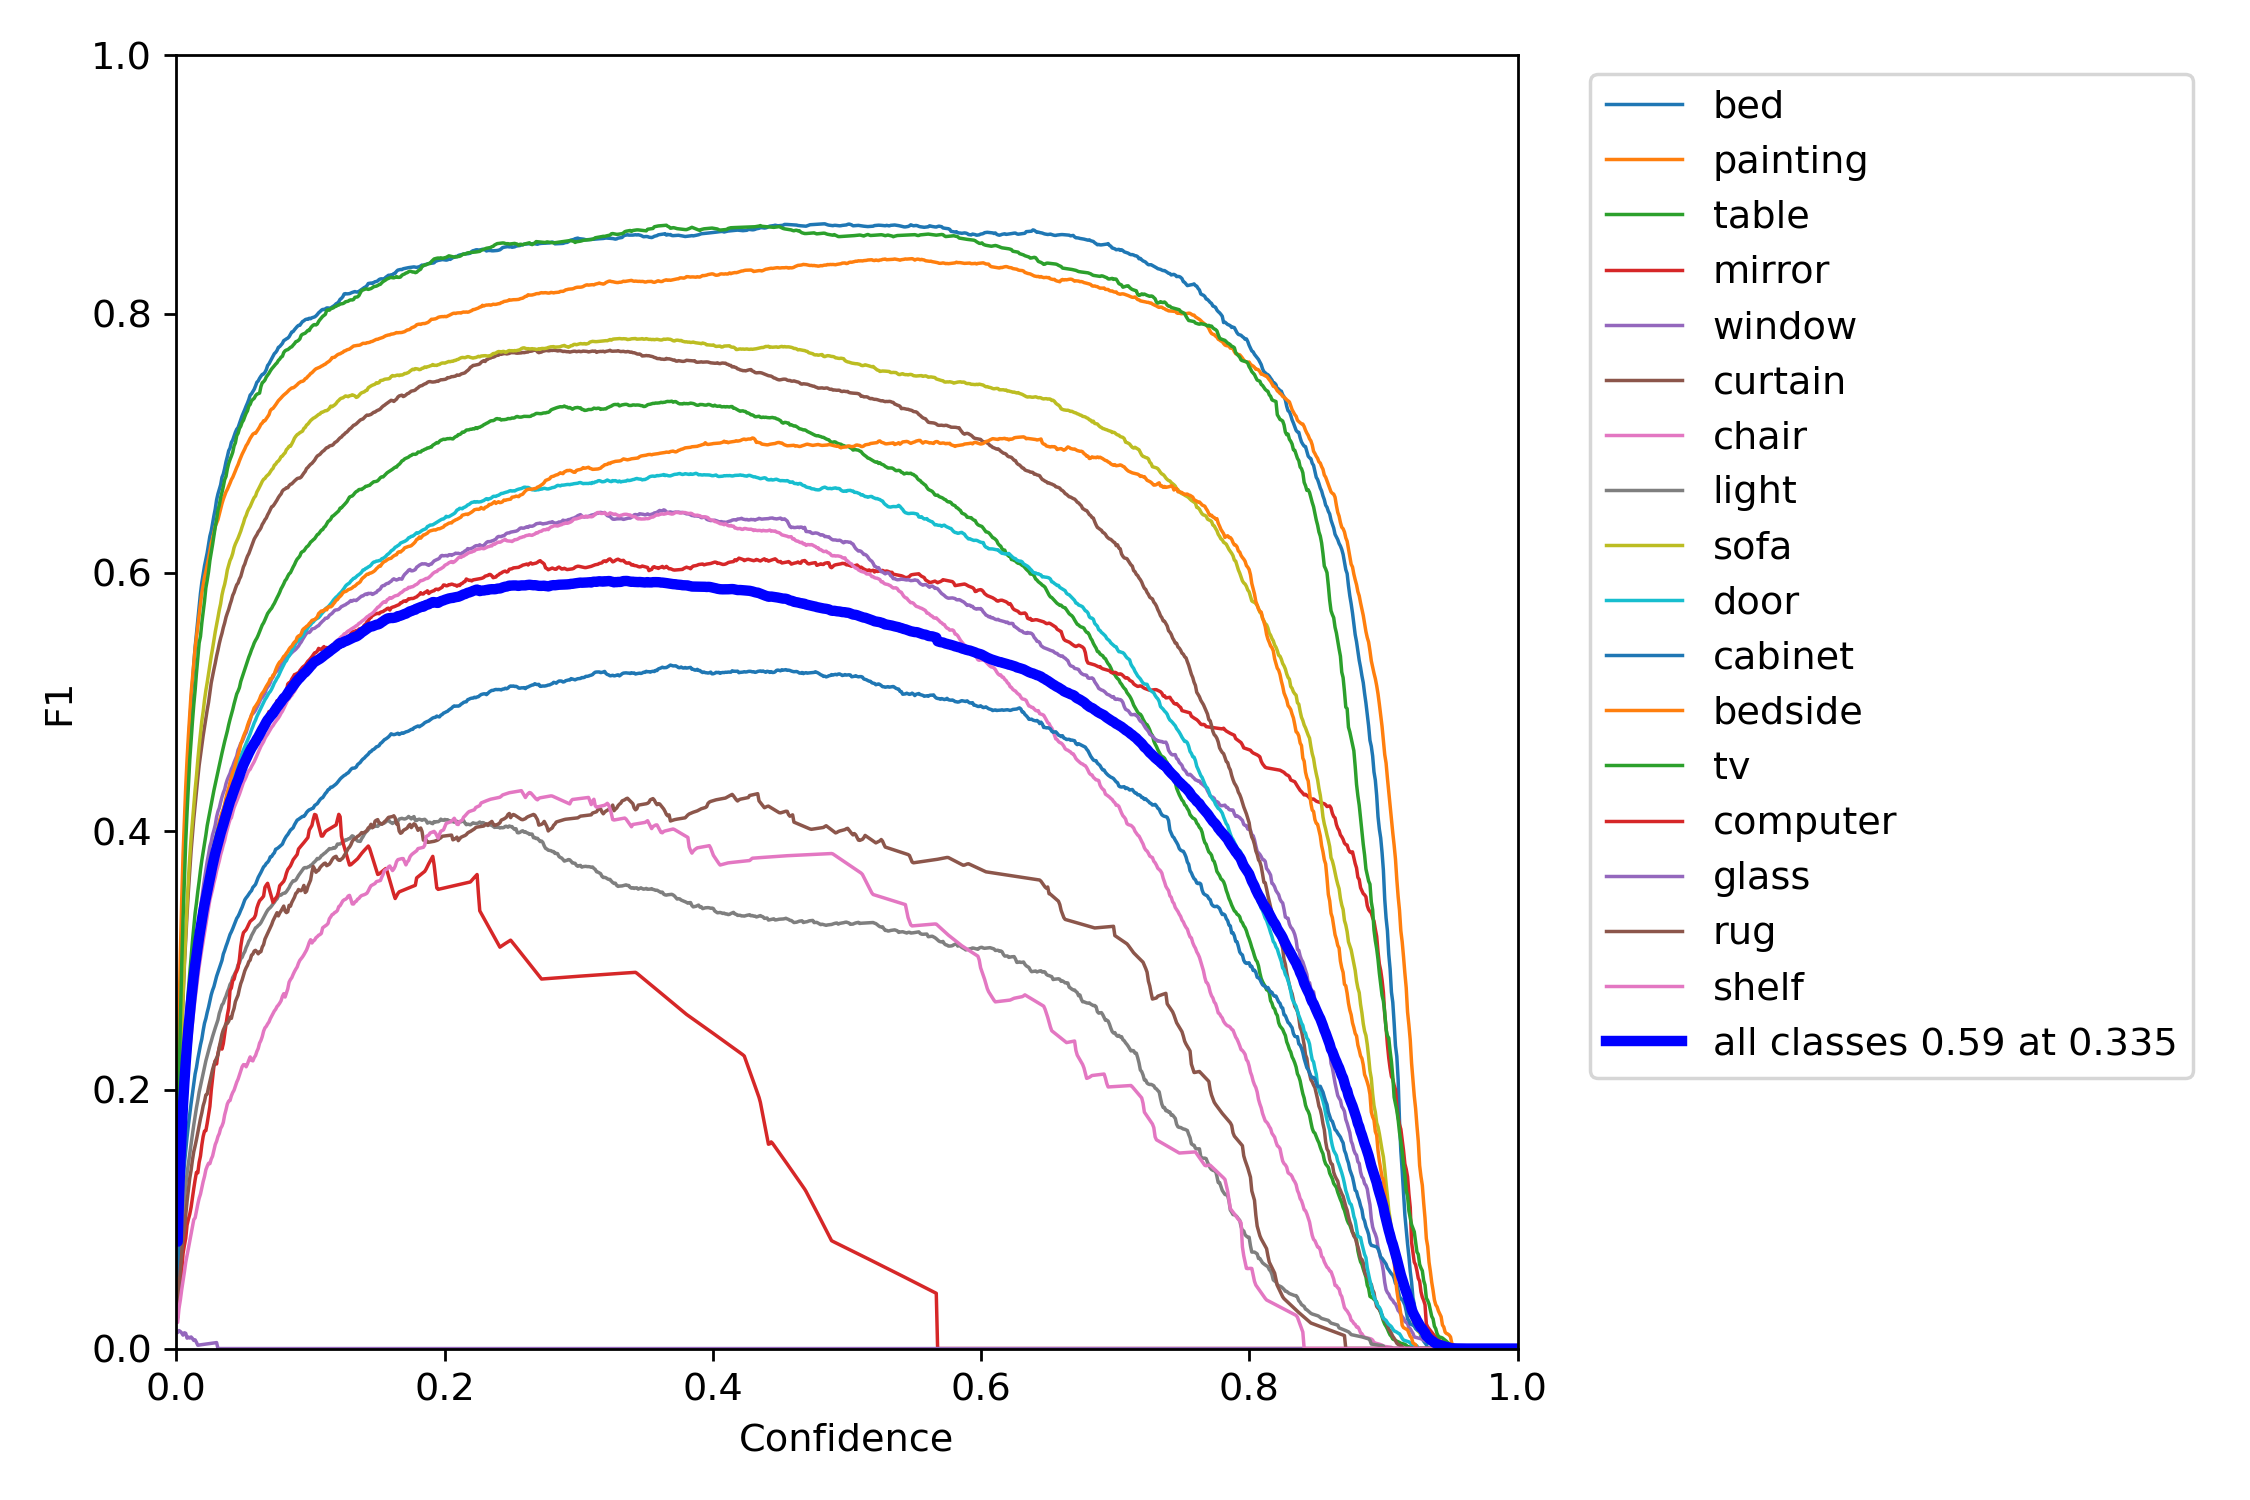 1.0
0.8
0.6
0.4
0.2
0.0
F1
0.0 0.2 0.4 0.6 0.8 1.0
Confidence
bed
painting
table
mirror
window
curtain
chair
light
sofa
door
cabinet
bedside
tv
computer
glass
rug
shelf
all classes 0.59 at 0.335